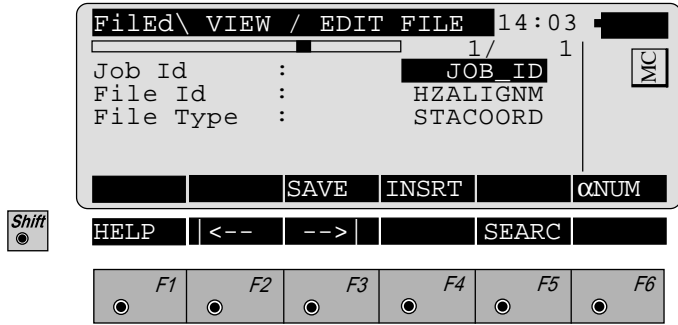 FilEd\ VIEW / EDIT FILE 14:03
1/ 1
Job Id : JOB_ID
File Id : HZALIGNM
File Type : STACOORD
MC
SAVE INSRT αNUM
Shift
HELP |<-- -->| SEARC
F1 F2 F3 F4 F5 F6